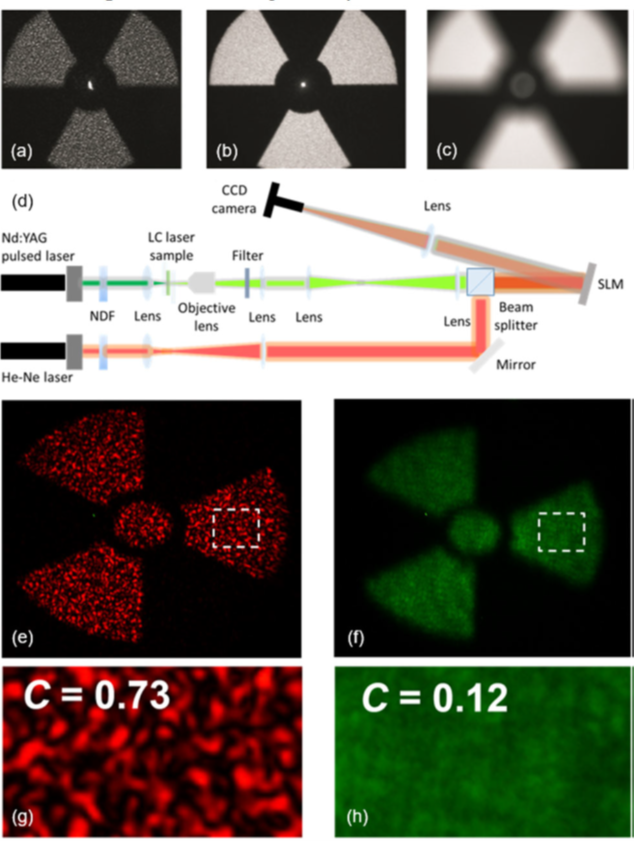 (a)
(b)
(c)
(d)
CCD
camera
Lens
Nd:YAG
pulsed laser
LC laser
sample
Filter
SLM
NDF
Lens
Objective
lens
Lens
Lens
Lens
Beam
splitter
He-Ne laser
Mirror
(e)
(f)
C = 0.73
C = 0.12
(g)
(h)